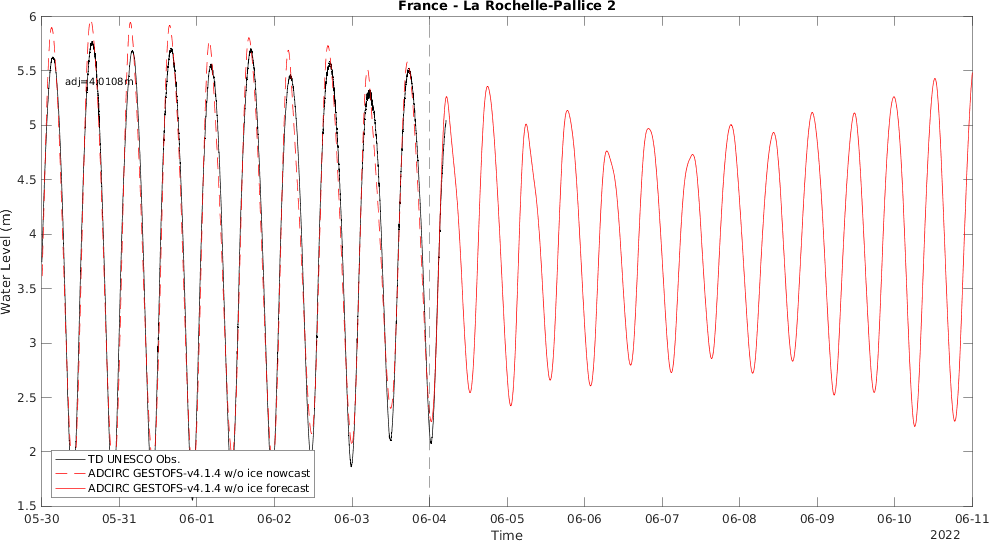 France - La Rochelle-Pallice 2
6
adj=4.0108m
5.5
5
4.5
4
3.5
3
2.5
2
1.5
Water Level (m)
TD UNESCO Obs.
ADCIRC GESTOFS-v4.1.4 w/o ice nowcast
ADCIRC GESTOFS-v4.1.4 w/o ice forecast
05-30 05-31 06-01 06-02 06-03 06-04 06-05 06-06 06-07 06-08 06-09 06-10 06-11
Time
2022